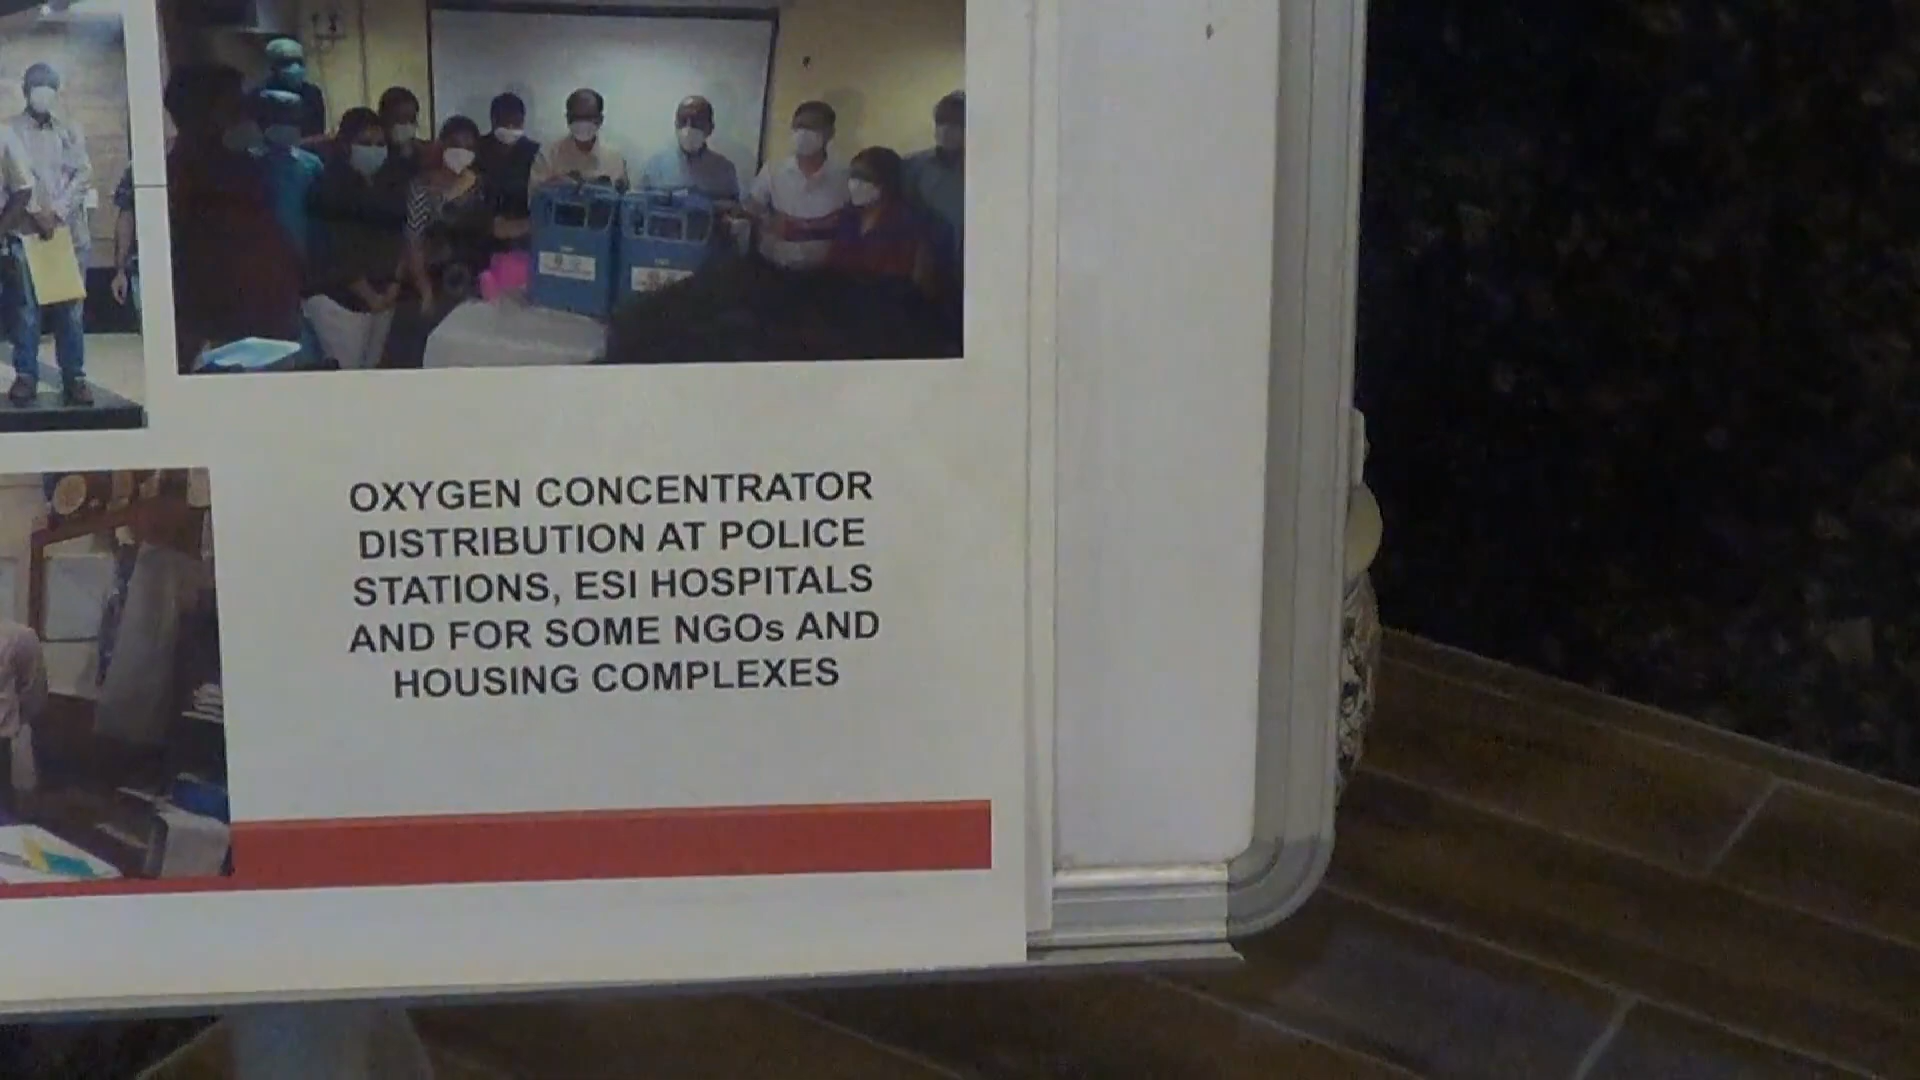 OXYGEN CONCENTRATOR
DISTRIBUTION AT POLICE
STATIONS, ESI HOSPITALS
AND FOR SOME NGOs AND
HOUSING COMPLEXES